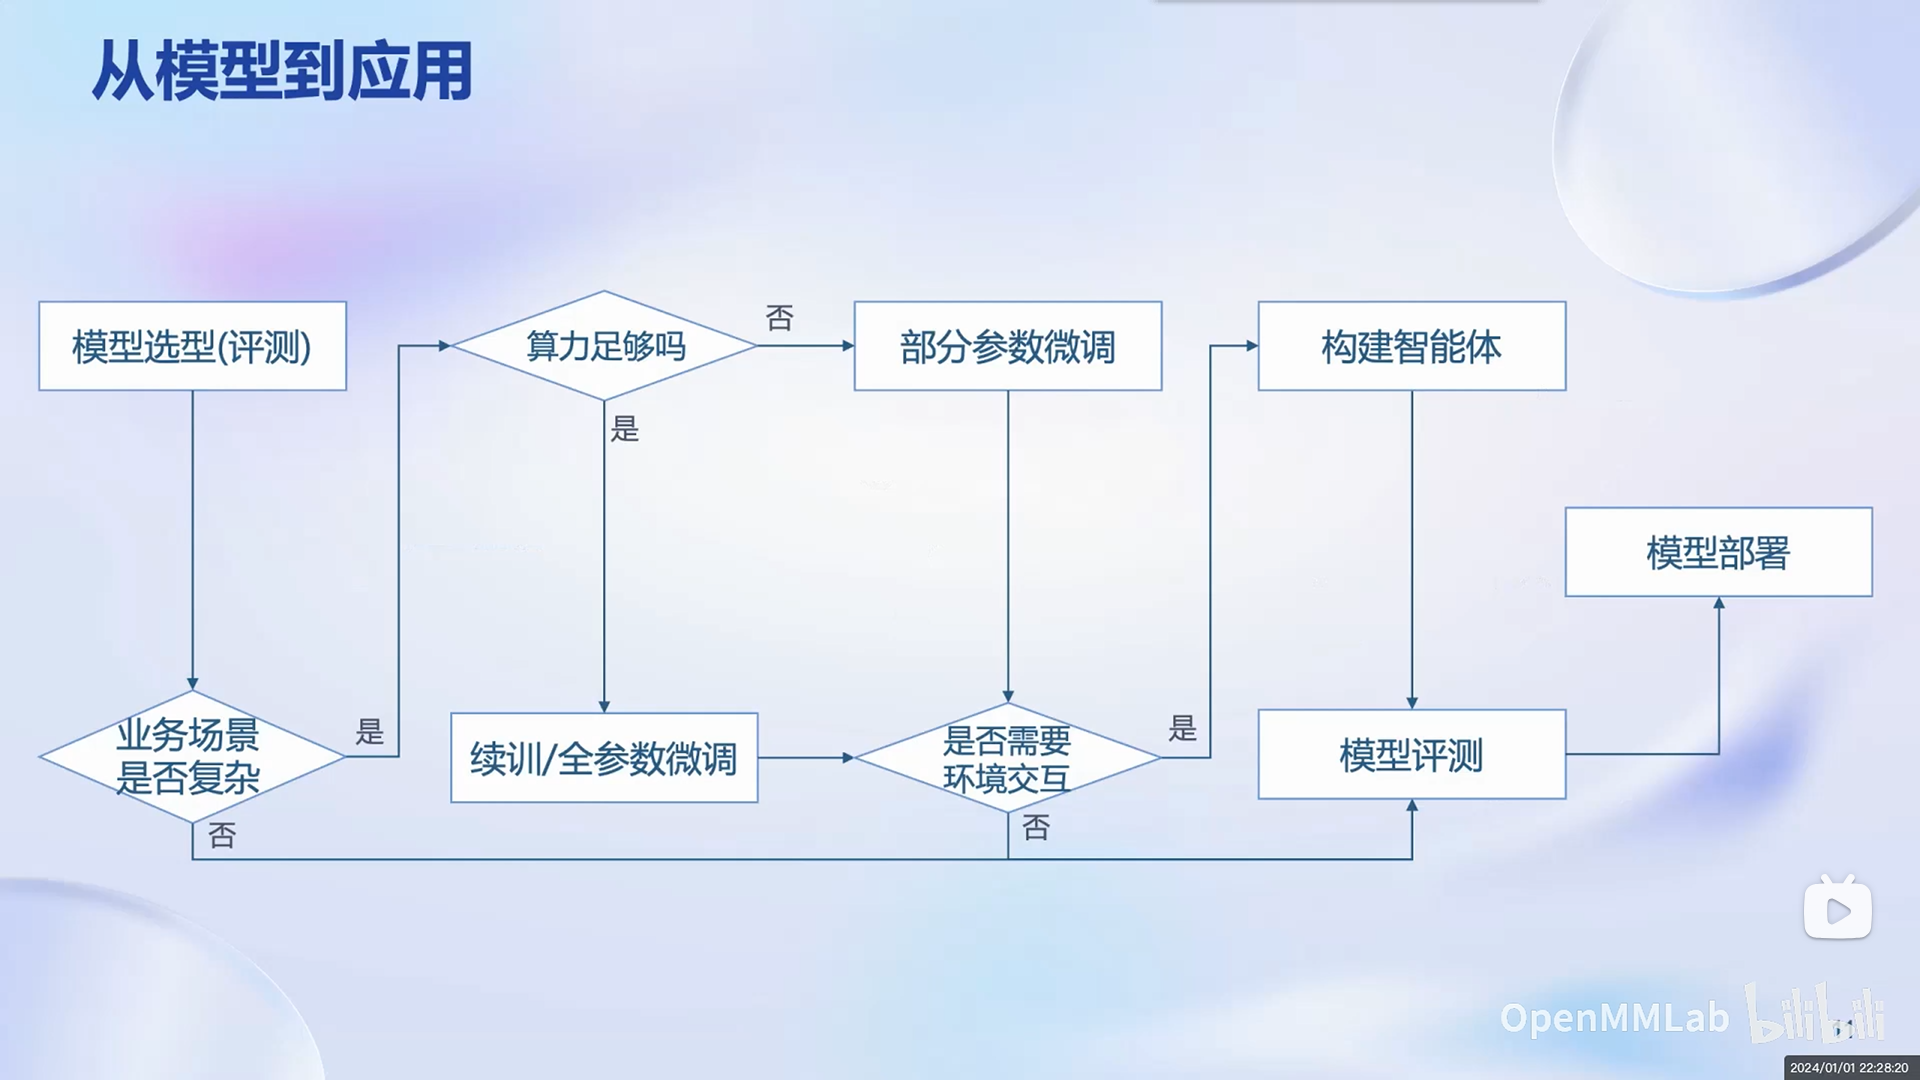 从模型到应用
模型选型(评测)
算力足够吗
否
部分参数微调
构建智能体
是
模型部署
业务场景
是否复杂
是
续训/全参数微调
是否需要
环境交互
是
模型评测
否
否
OpenMMLab
bilibili
2024/01/01 22:28:20